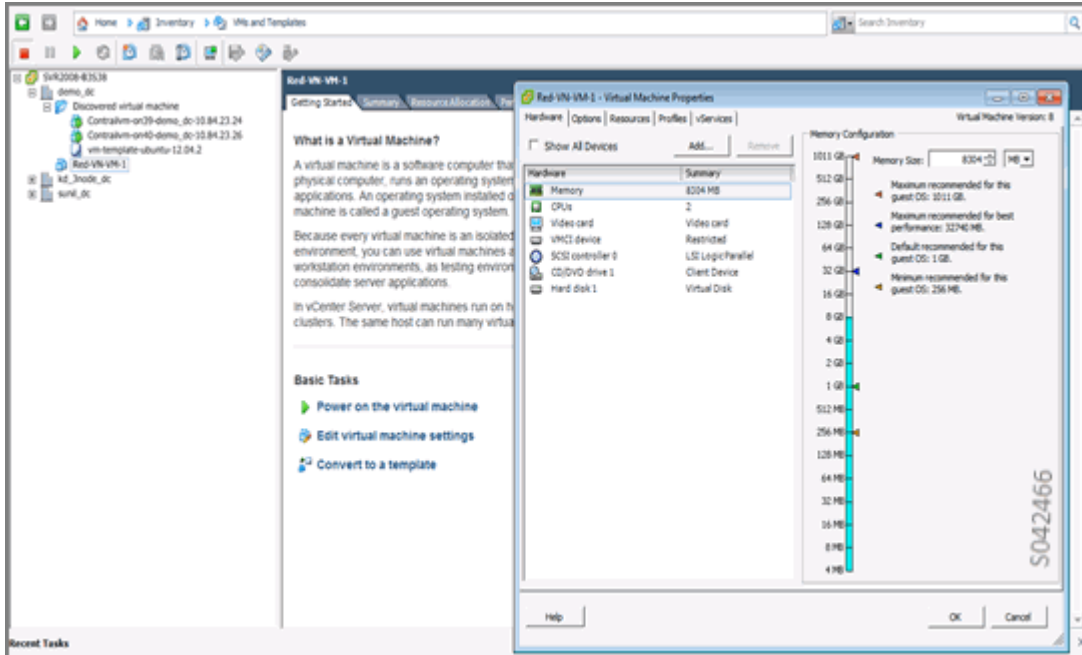 Home Inventory VMs and Templates
Search Inventory
SVR2008-B3538
demo_dc
Discovered virtual machine
Contrailvm-on39-demo_dc-10.84.23.24
Contrailvm-on40-demo_dc-10.84.23.26
vm-template-ubuntu-12.04.2
Red-VN-VM-1
kd_3node_dc
sunil_dc
Red-VN-VM-1
Getting Started Summary Resource Allocation
What is a Virtual Machine?
A virtual machine is a software computer tha
physical computer, runs an operating system
applications. An operating system installed o
machine is called a guest operating system.
Because every virtual machine is an isolated
environment, you can use virtual machines a
workstation environments, as testing environ
consolidate server applications.
In vCenter Server, virtual machines run on h
clusters. The same host can run many virtua
Basic Tasks
Power on the virtual machine
Edit virtual machine settings
Convert to a template
Red-VN-VM-1 - Virtual Machine Properties
Hardware Options Resources Profiles vServices
Virtual Machine Version: 8
Show All Devices Add... Remove
Hardware Summary
Memory 8304 MB
CPUs 2
Video card Video card
VMCI device Restricted
SCSI controller 0 LSI Logic Parallel
CD/DVD drive 1 Client Device
Hard disk 1 Virtual Disk
Memory Configuration
Memory Size: 8304 MB
1011 GB
512 GB
256 GB
128 GB
64 GB
32 GB
16 GB
8 GB
4 GB
2 GB
1 GB
512 MB
256 MB
128 MB
64 MB
32 MB
16 MB
8 MB
4 MB
Maximum recommended for this
guest OS: 1011 GB.
Maximum recommended for best
performance: 32740 MB.
Default recommended for this
guest OS: 1 GB.
Minimum recommended for this
guest OS: 256 MB.
Help OK Cancel
S042466
Recent Tasks